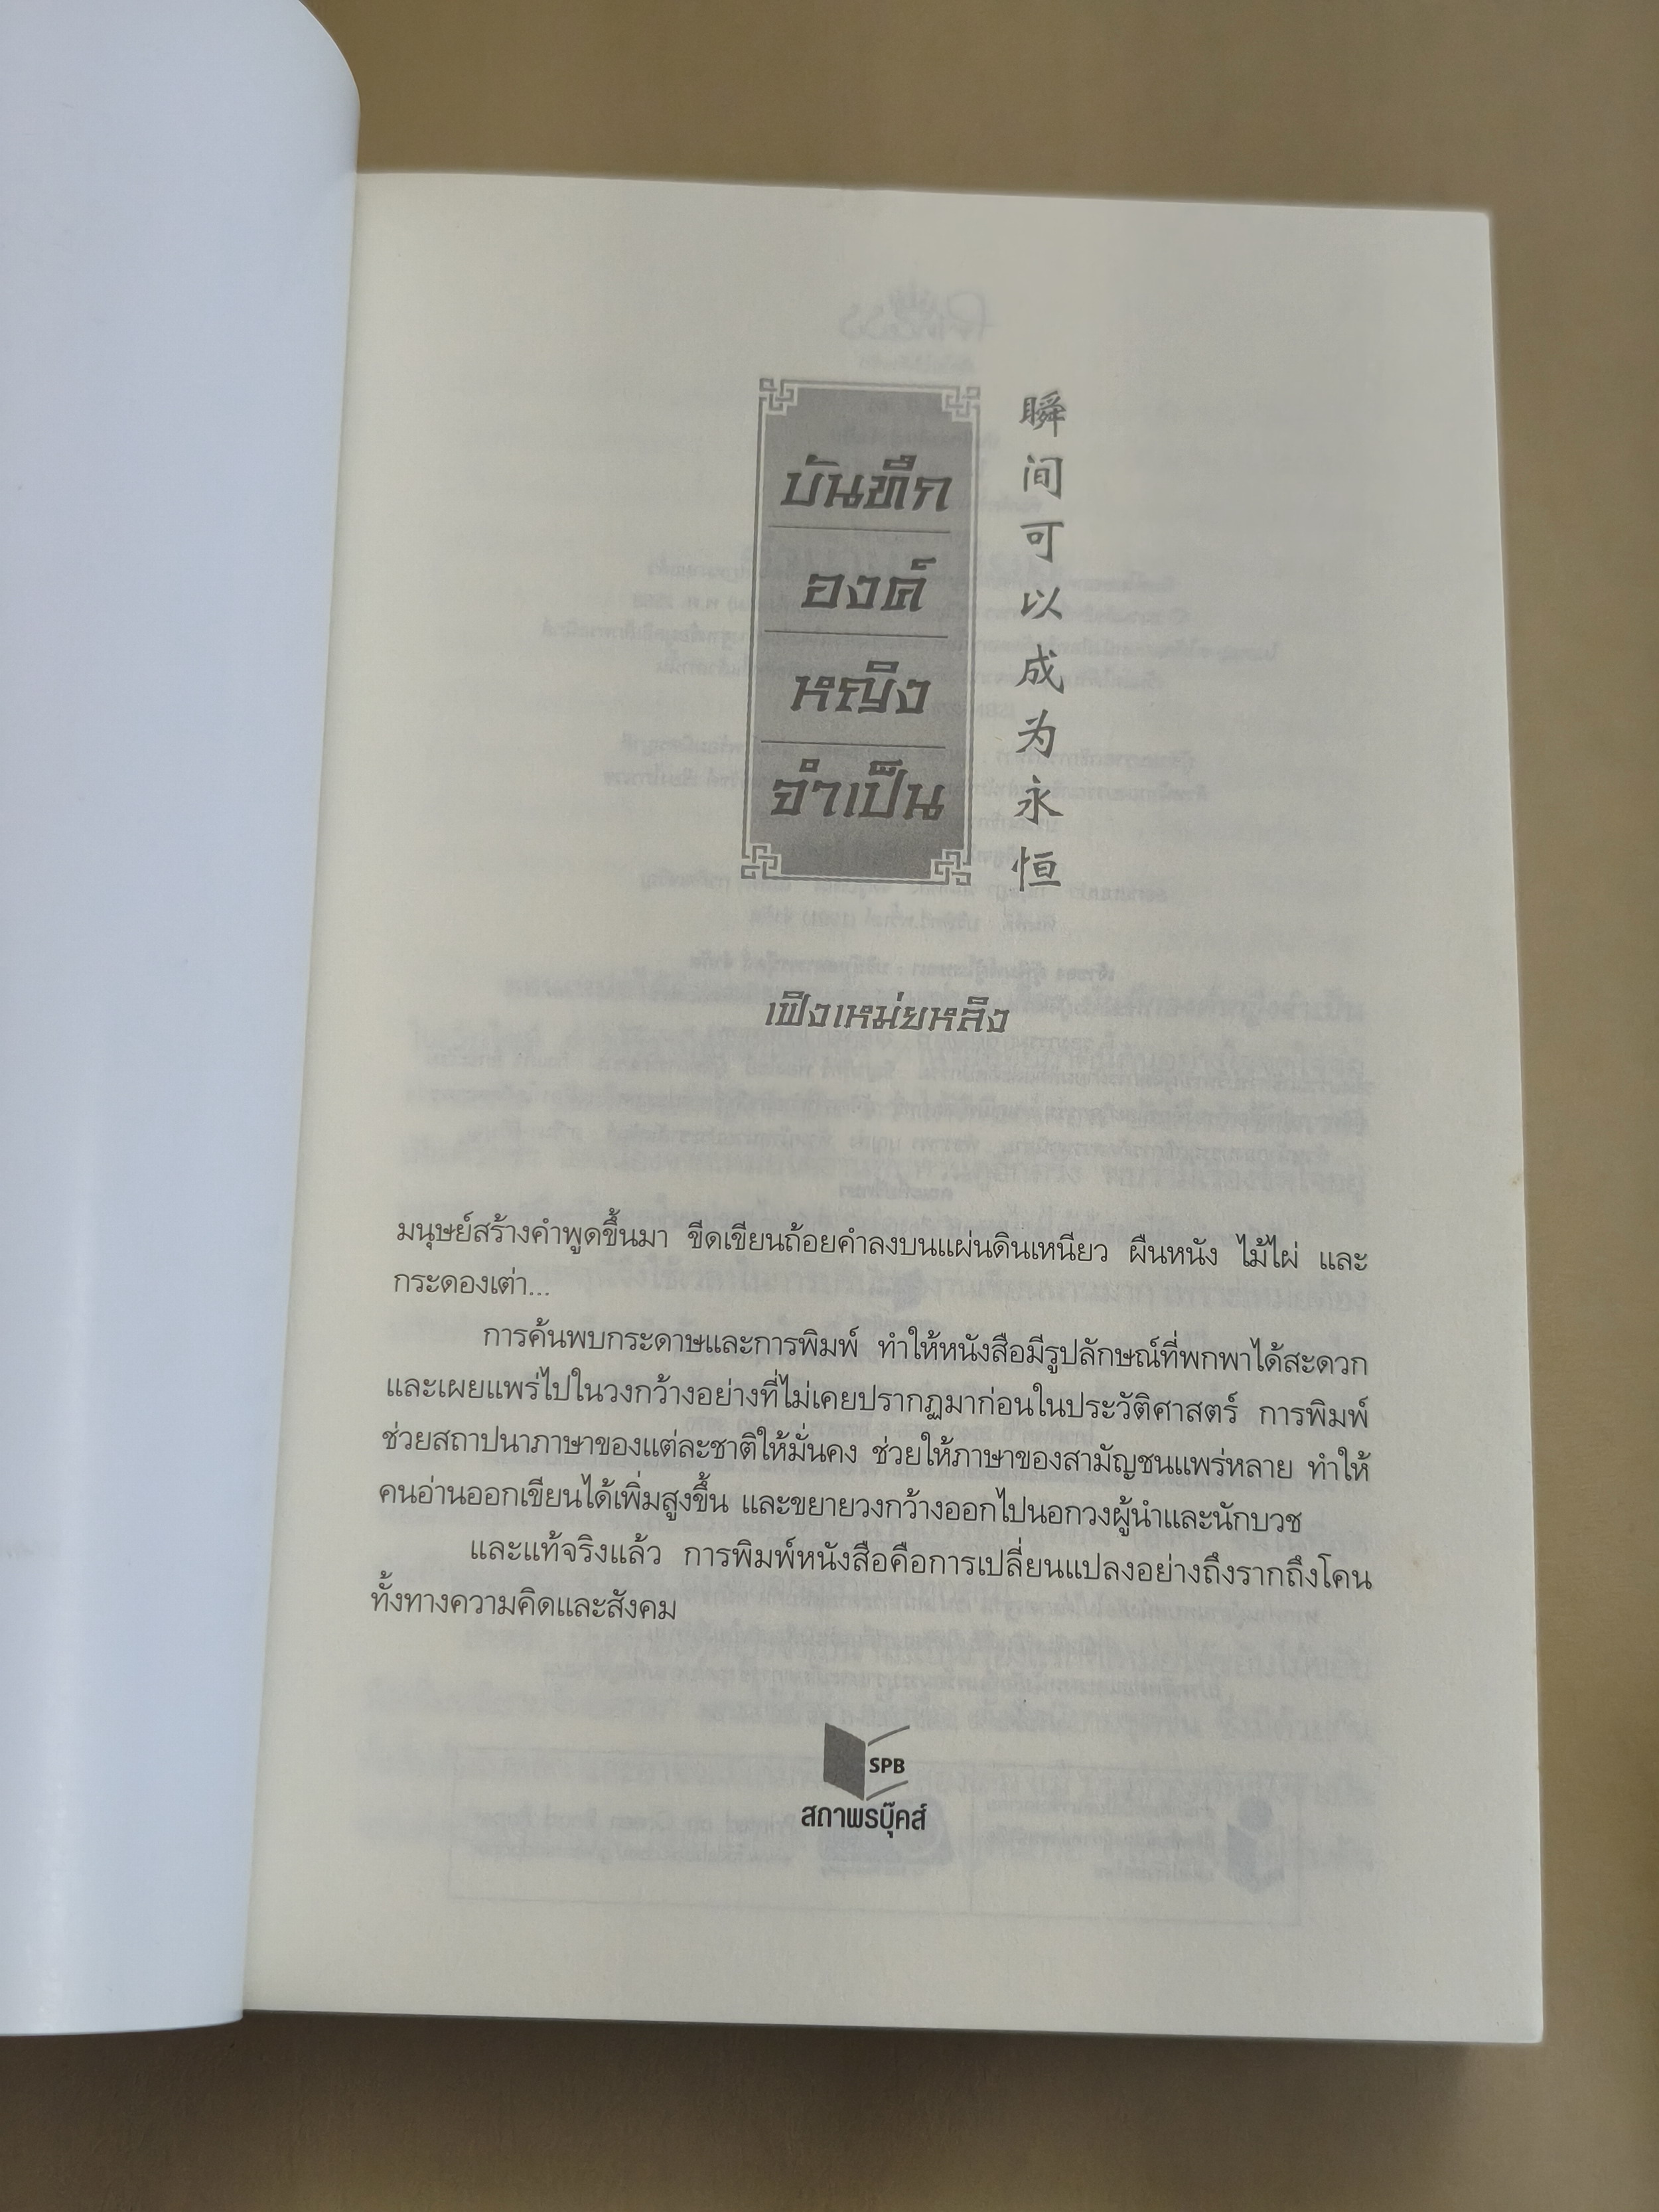 บันทึก
องค์
หญิง
จำเป็น
瞬间可以成为永恒
เฟิงเหม่ยหลิง
มนุษย์สร้างคำพูดขึ้นมา ขีดเขียนถ้อยคำลงบนแผ่นดินเหนียว ผืนหนัง ไม้ไผ่ และ
กระดองเต่า...
การค้นพบกระดาษและการพิมพ์ ทำให้หนังสือมีรูปลักษณ์ที่พกพาได้สะดวก
และเผยแพร่ไปในวงกว้างอย่างที่ไม่เคยปรากฏมาก่อนในประวัติศาสตร์ การพิมพ์
ช่วยสถาปนาภาษาของแต่ละชาติให้มั่นคง ช่วยให้ภาษาของสามัญชนแพร่หลาย ทำให้
คนอ่านออกเขียนได้เพิ่มสูงขึ้น และขยายวงกว้างออกไปนอกวงผู้นำและนักบวช
และแท้จริงแล้ว การพิมพ์หนังสือคือการเปลี่ยนแปลงอย่างถึงรากถึงโคน
ทั้งทางความคิดและสังคม
SPB
สถาพรบุ๊คส์